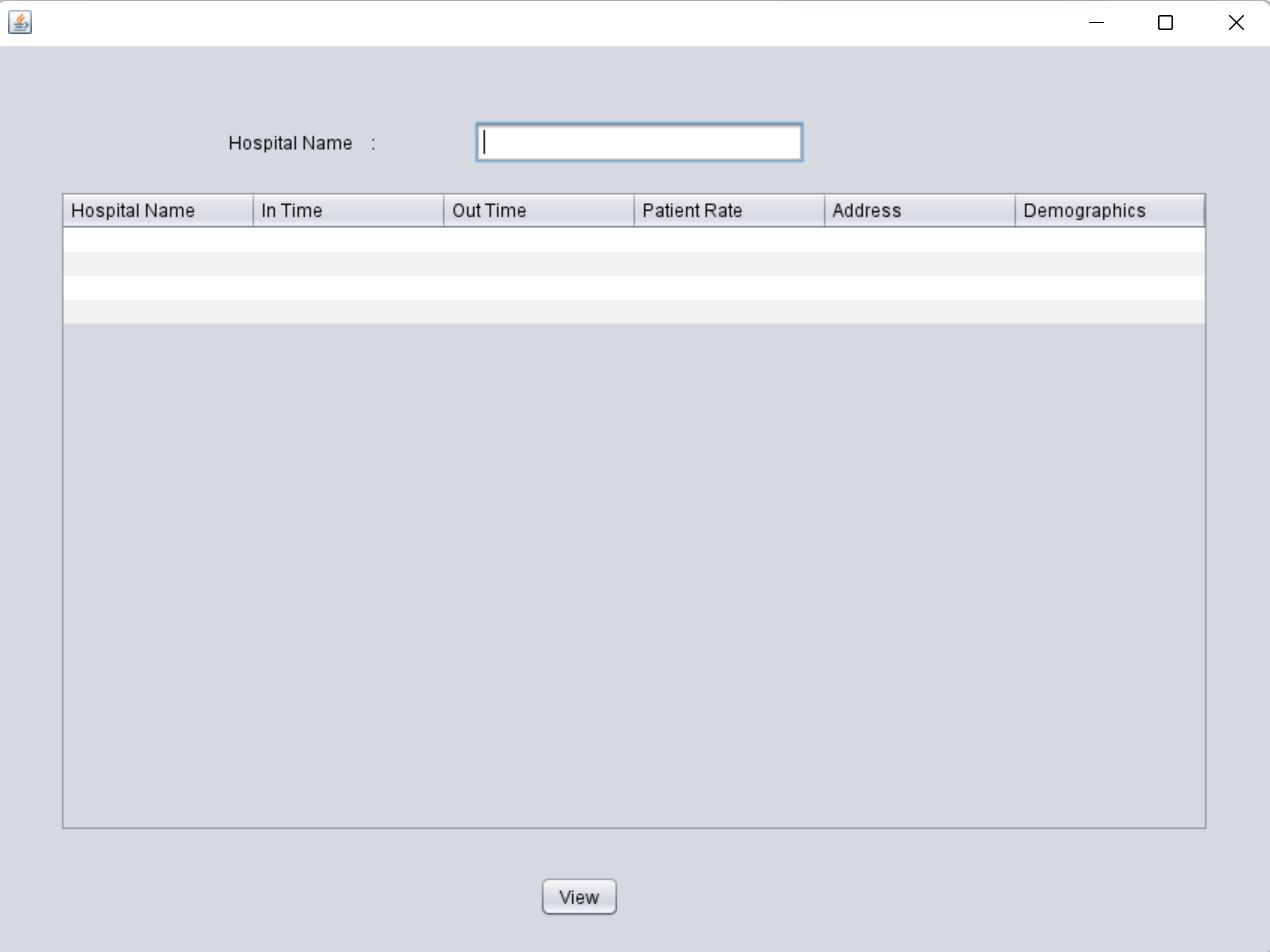 Hospital Name :
Hospital Name In Time Out Time Patient Rate Address Demographics
View